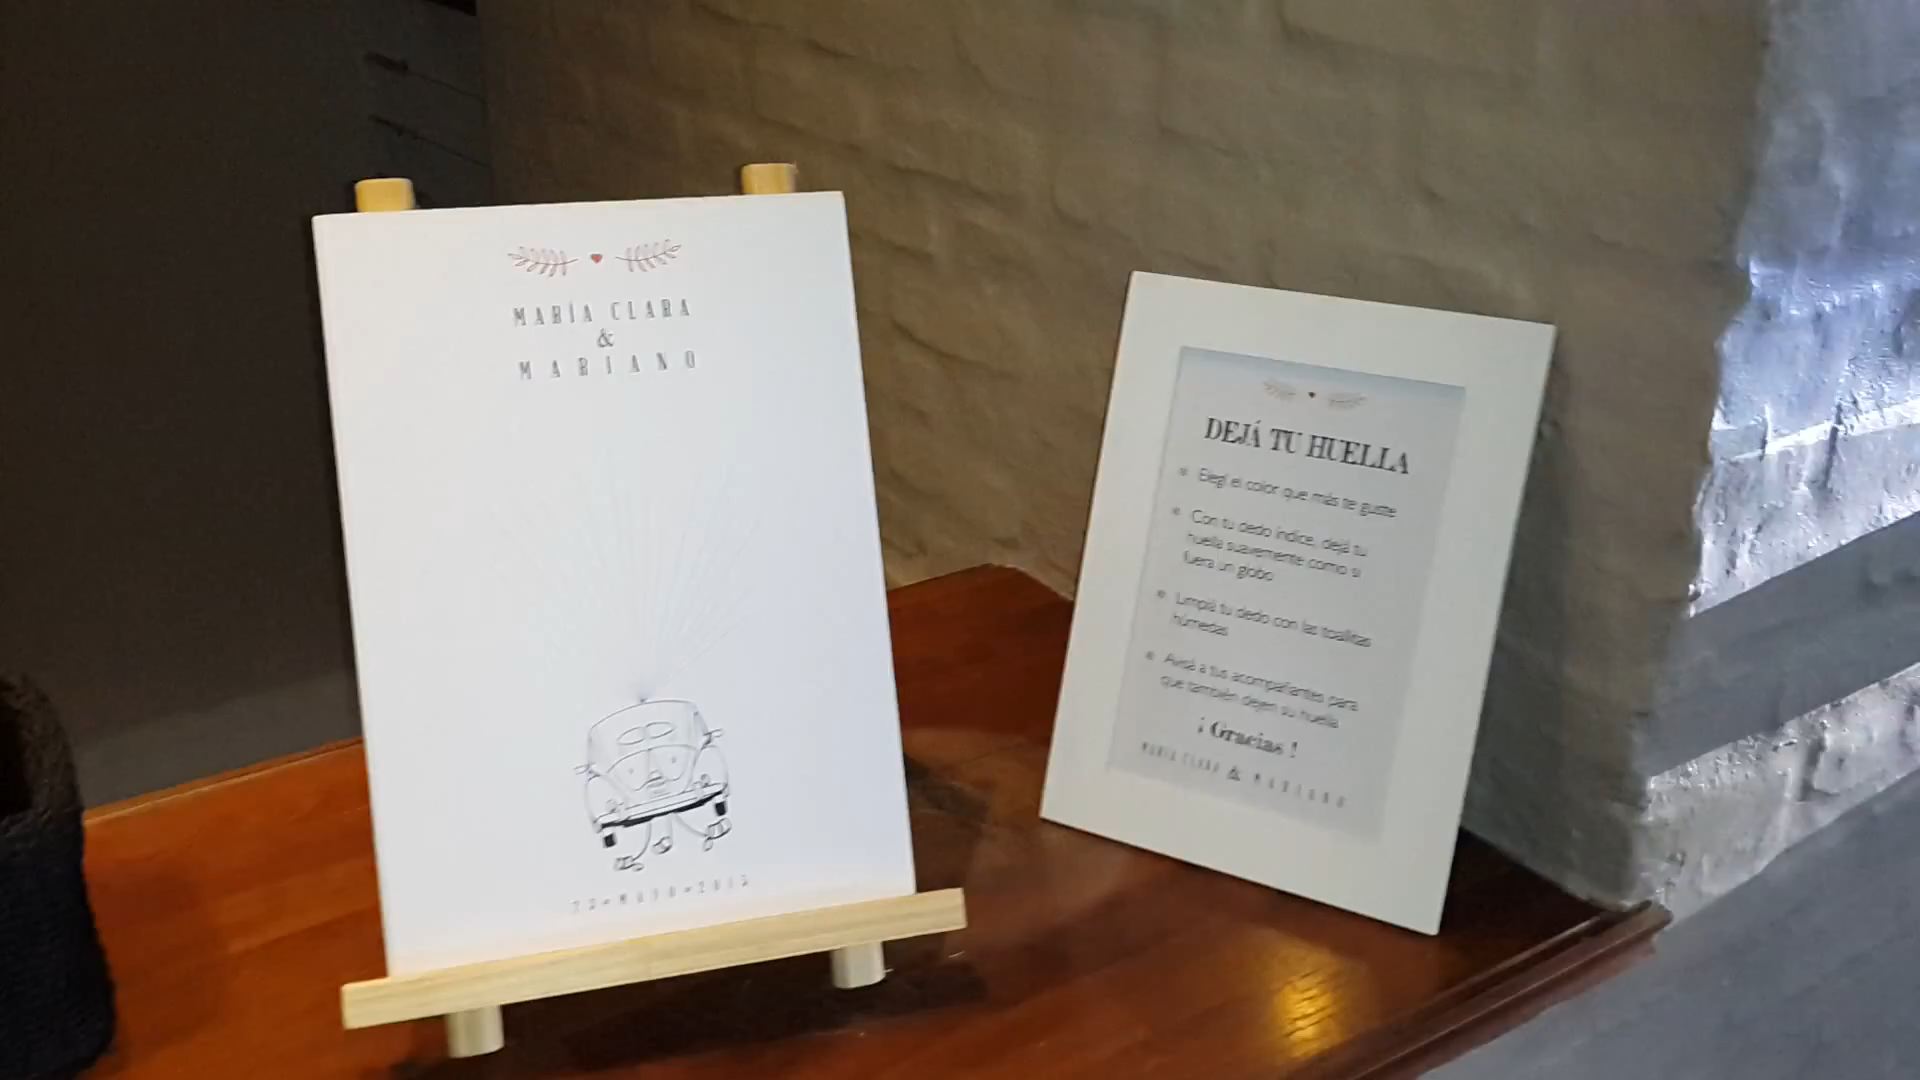 MARÍA CLARA
&
MARIANO
DEJÁ TU HUELLA
Elegí el color que más te guste
Con tu dedo índice, dejá tu
huella suavemente como si
fuera un globo
Limpiá tu dedo con las toallitas
húmedas
Avisá a tus acompañantes para
que también dejen su huella
¡ Gracias !
MARÍA CLARA & MARIANO